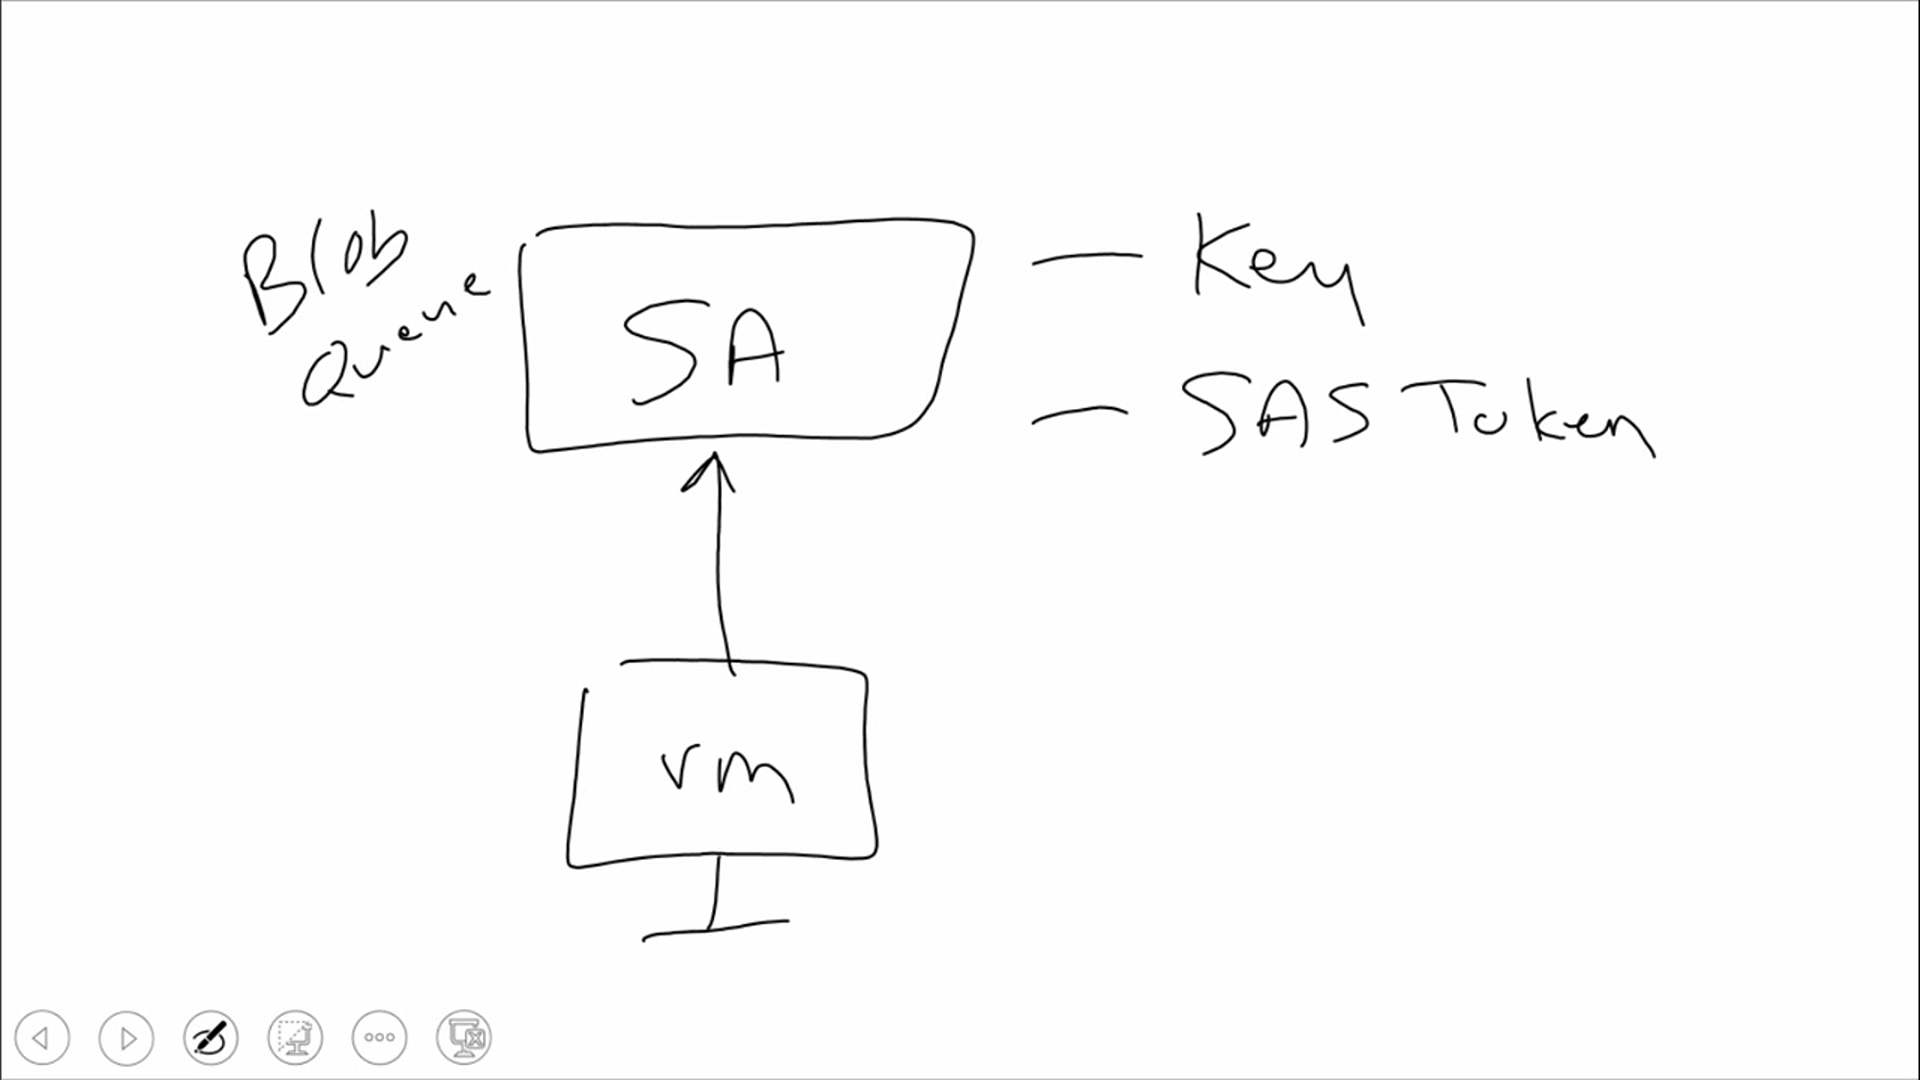 Blob
Queue
SA
— Key
— SAS Token
vm